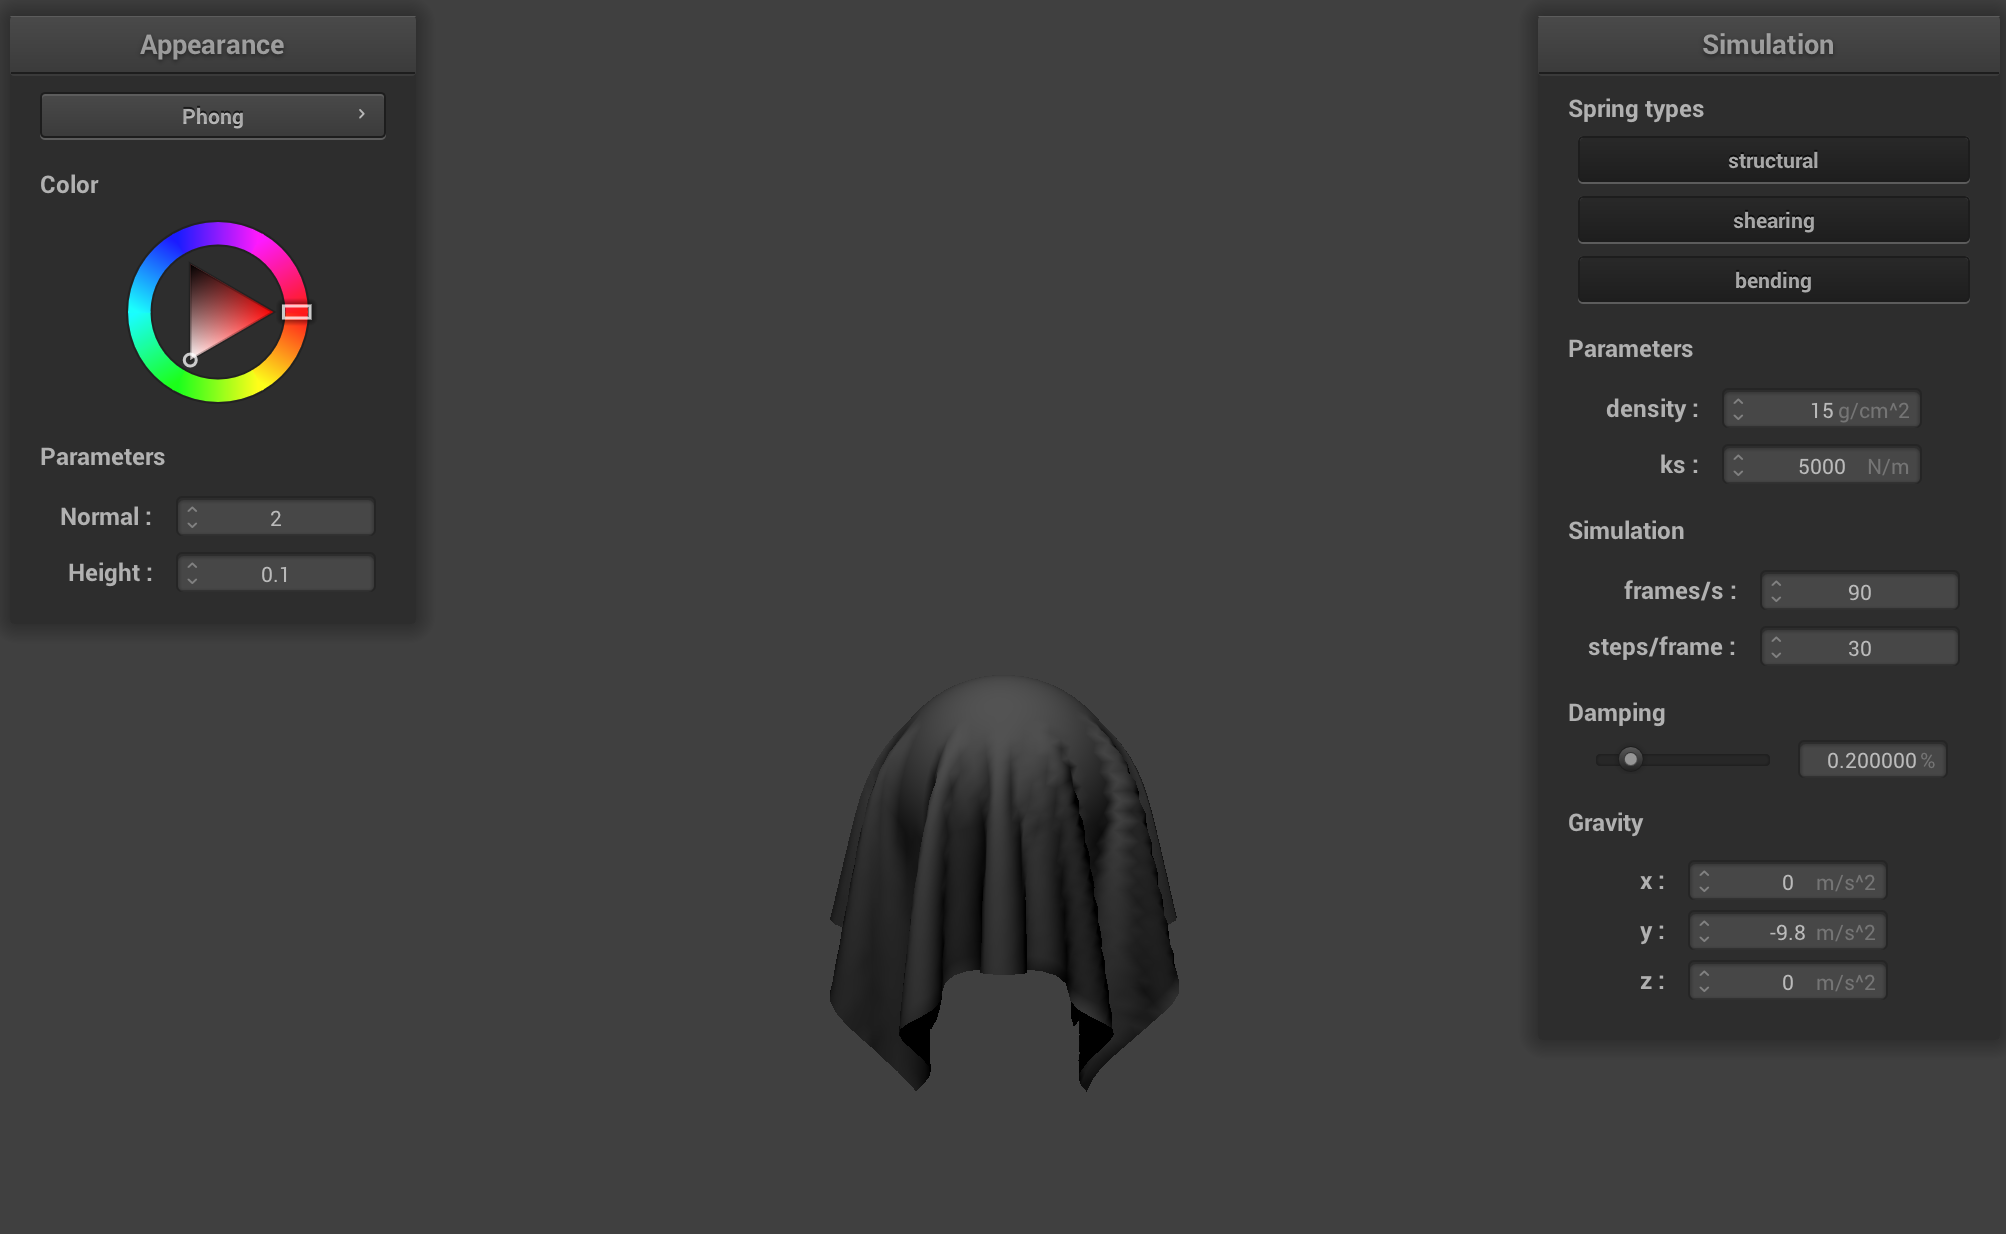 Appearance
Phong
Color
Parameters
Normal : 2
Height : 0.1
Simulation
Spring types
structural
shearing
bending
Parameters
density : 15 g/cm^2
ks : 5000 N/m
Simulation
frames/s : 90
steps/frame : 30
Damping
0.200000 %
Gravity
x : 0 m/s^2
y : -9.8 m/s^2
z : 0 m/s^2